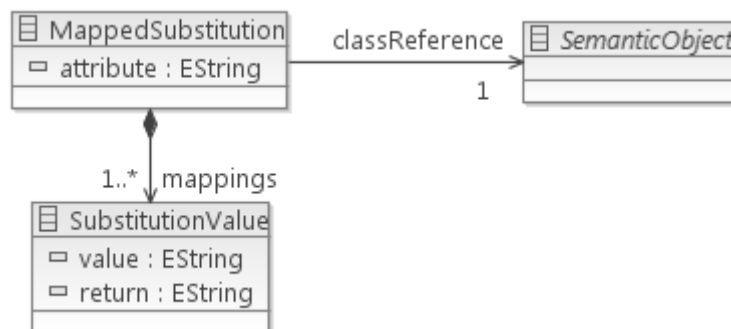 MappedSubstitution
attribute : EString
classReference
1
SemanticObject
1..* mappings
SubstitutionValue
value : EString
return : EString